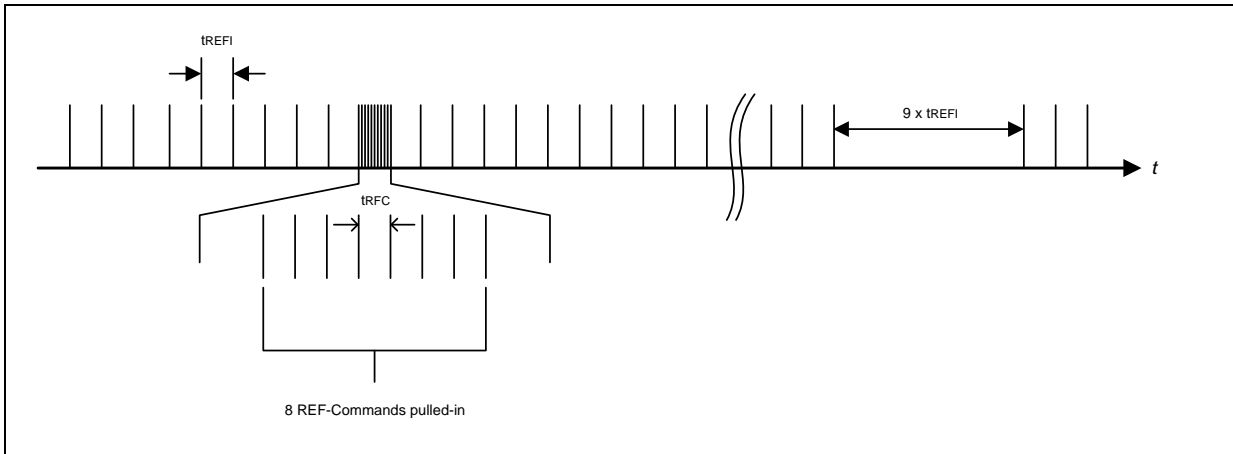 tREFI
9 x tREFI
t
tRFC
8 REF-Commands pulled-in